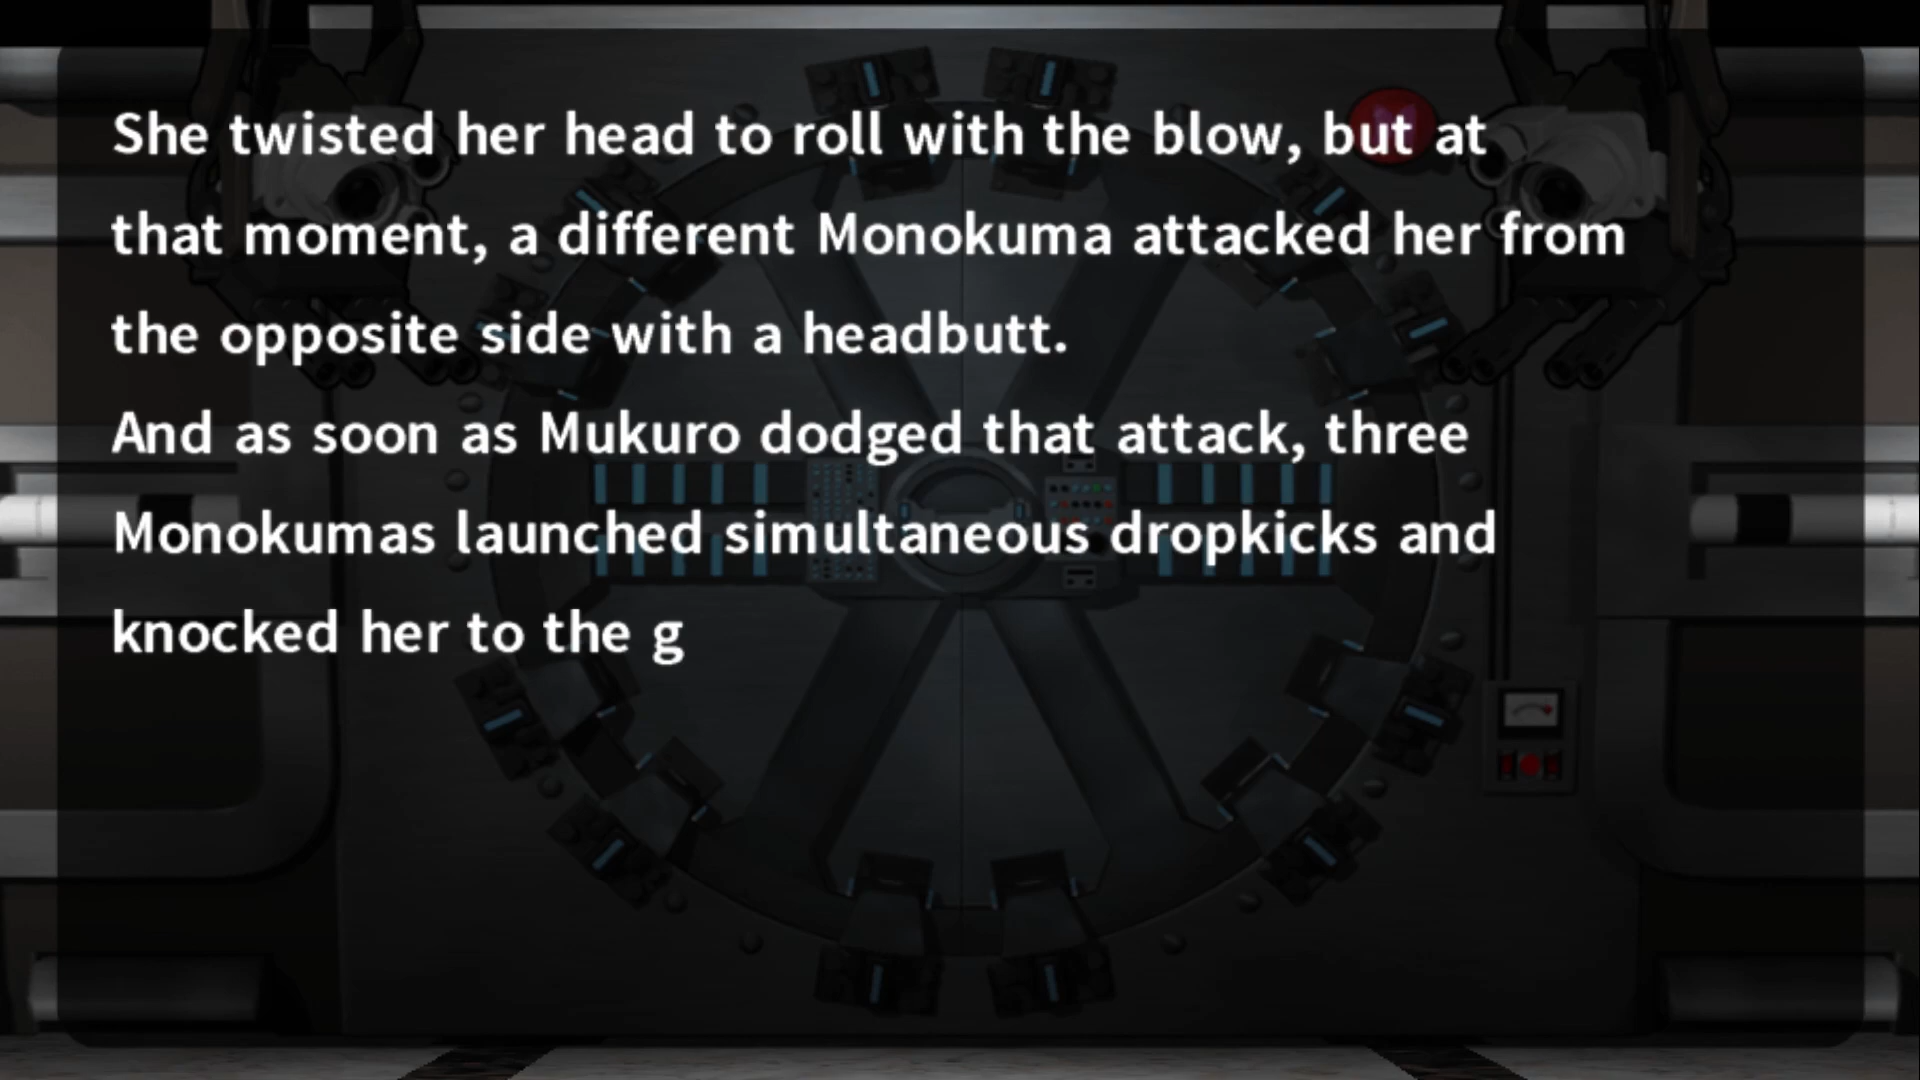 She twisted her head to roll with the blow, but at
that moment, a different Monokuma attacked her from
the opposite side with a headbutt.
And as soon as Mukuro dodged that attack, three
Monokumas launched simultaneous dropkicks and
knocked her to the g